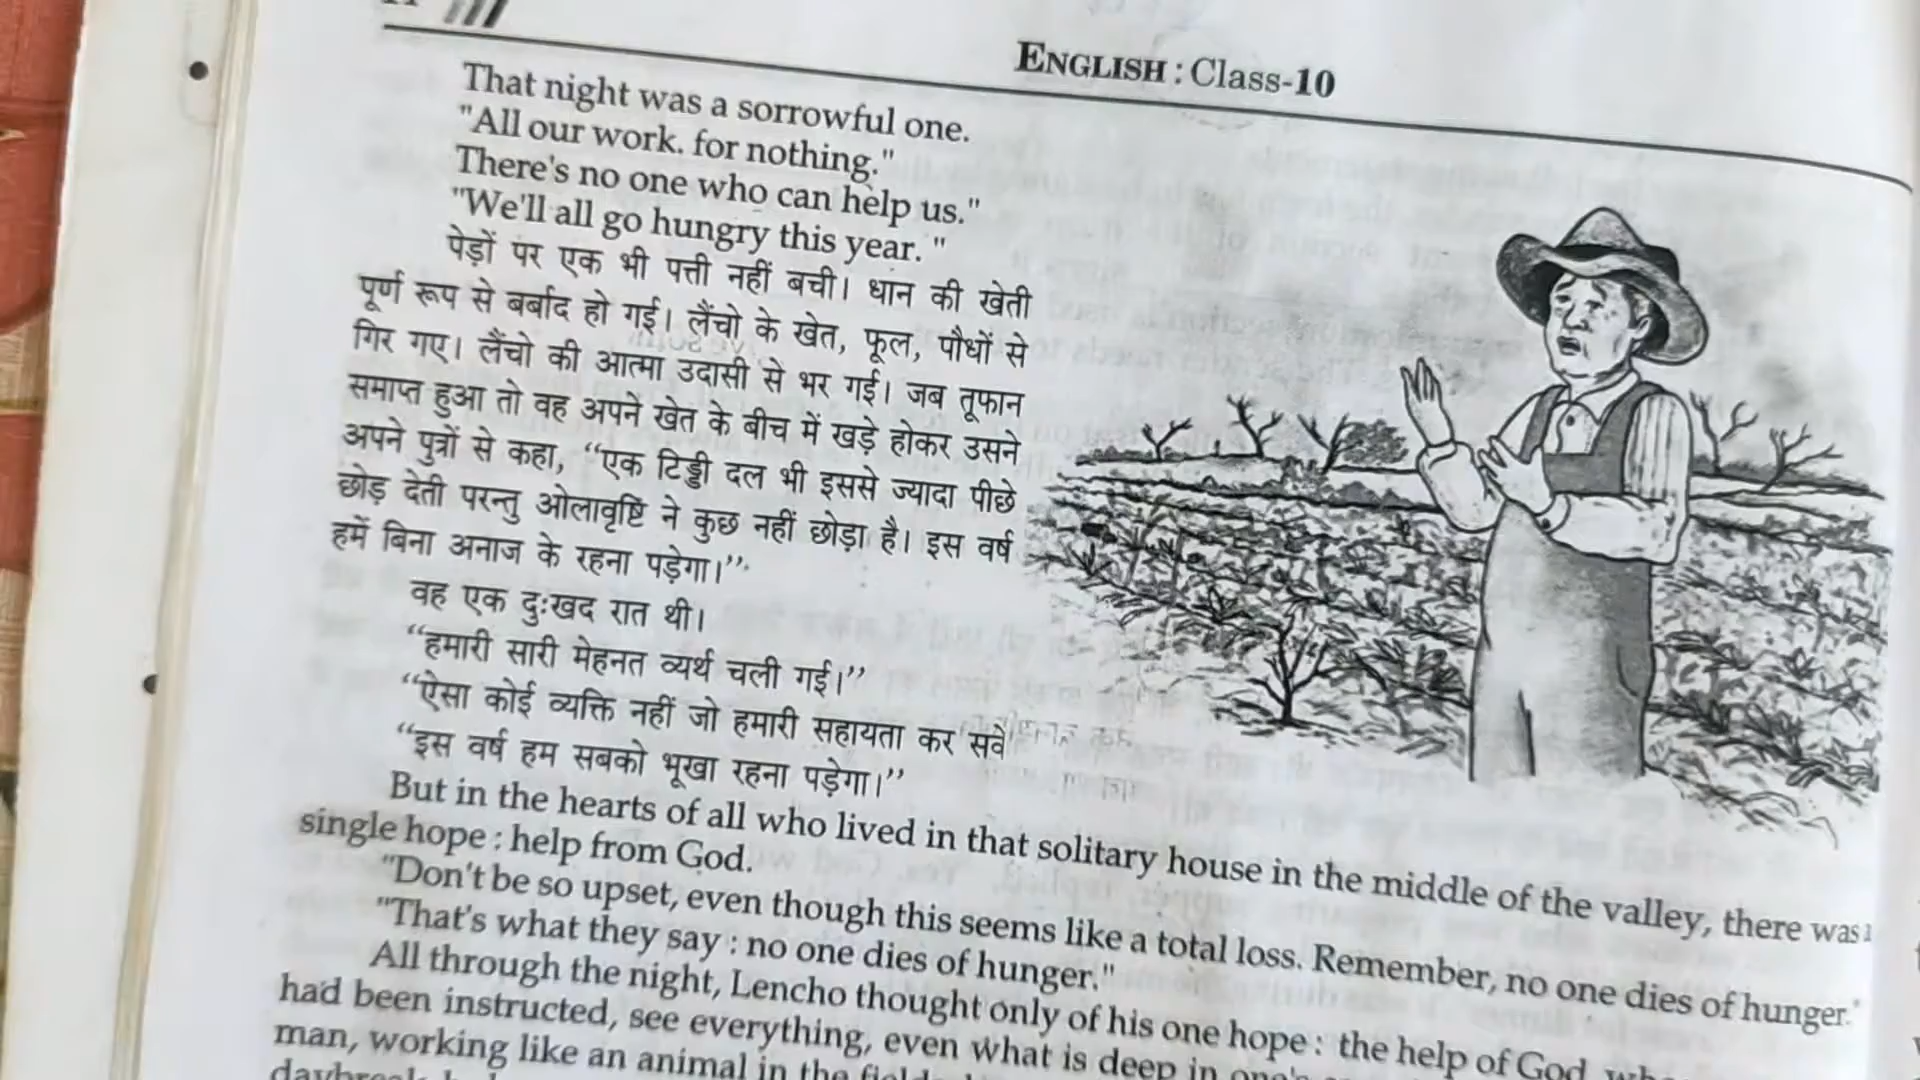 ENGLISH : Class-10
That night was a sorrowful one.
"All our work. for nothing."
There's no one who can help us."
"We'll all go hungry this year. "
पेड़ों पर एक भी पत्ती नहीं बची। धान की खेती
पूर्ण रूप से बर्बाद हो गई। लैंचो के खेत, फूल, पौधों से
गिर गए। लैंचो की आत्मा उदासी से भर गई। जब तूफान
समाप्त हुआ तो वह अपने खेत के बीच में खड़े होकर उसने
अपने पुत्रों से कहा, “एक टिड्डी दल भी इससे ज्यादा पीछे
छोड़ देती परन्तु ओलावृष्टि ने कुछ नहीं छोड़ा है। इस वर्ष
हमें बिना अनाज के रहना पड़ेगा।”
वह एक दुःखद रात थी।
“हमारी सारी मेहनत व्यर्थ चली गई।”
“ऐसा कोई व्यक्ति नहीं जो हमारी सहायता कर
“इस वर्ष हम सबको भूखा रहना पड़ेगा।”
But in the hearts of all who lived in that solitary house in the middle of the valley, there was
single hope : help from God.
"Don't be so upset, even though this seems like a total loss. Remember, no one dies of hunger."
"That's what they say : no one dies of hunger."
All through the night, Lencho thought only of his one hope : the help of God,
had been instructed, see everything, even what is deep in one's
man, working like an animal in the
daybreak